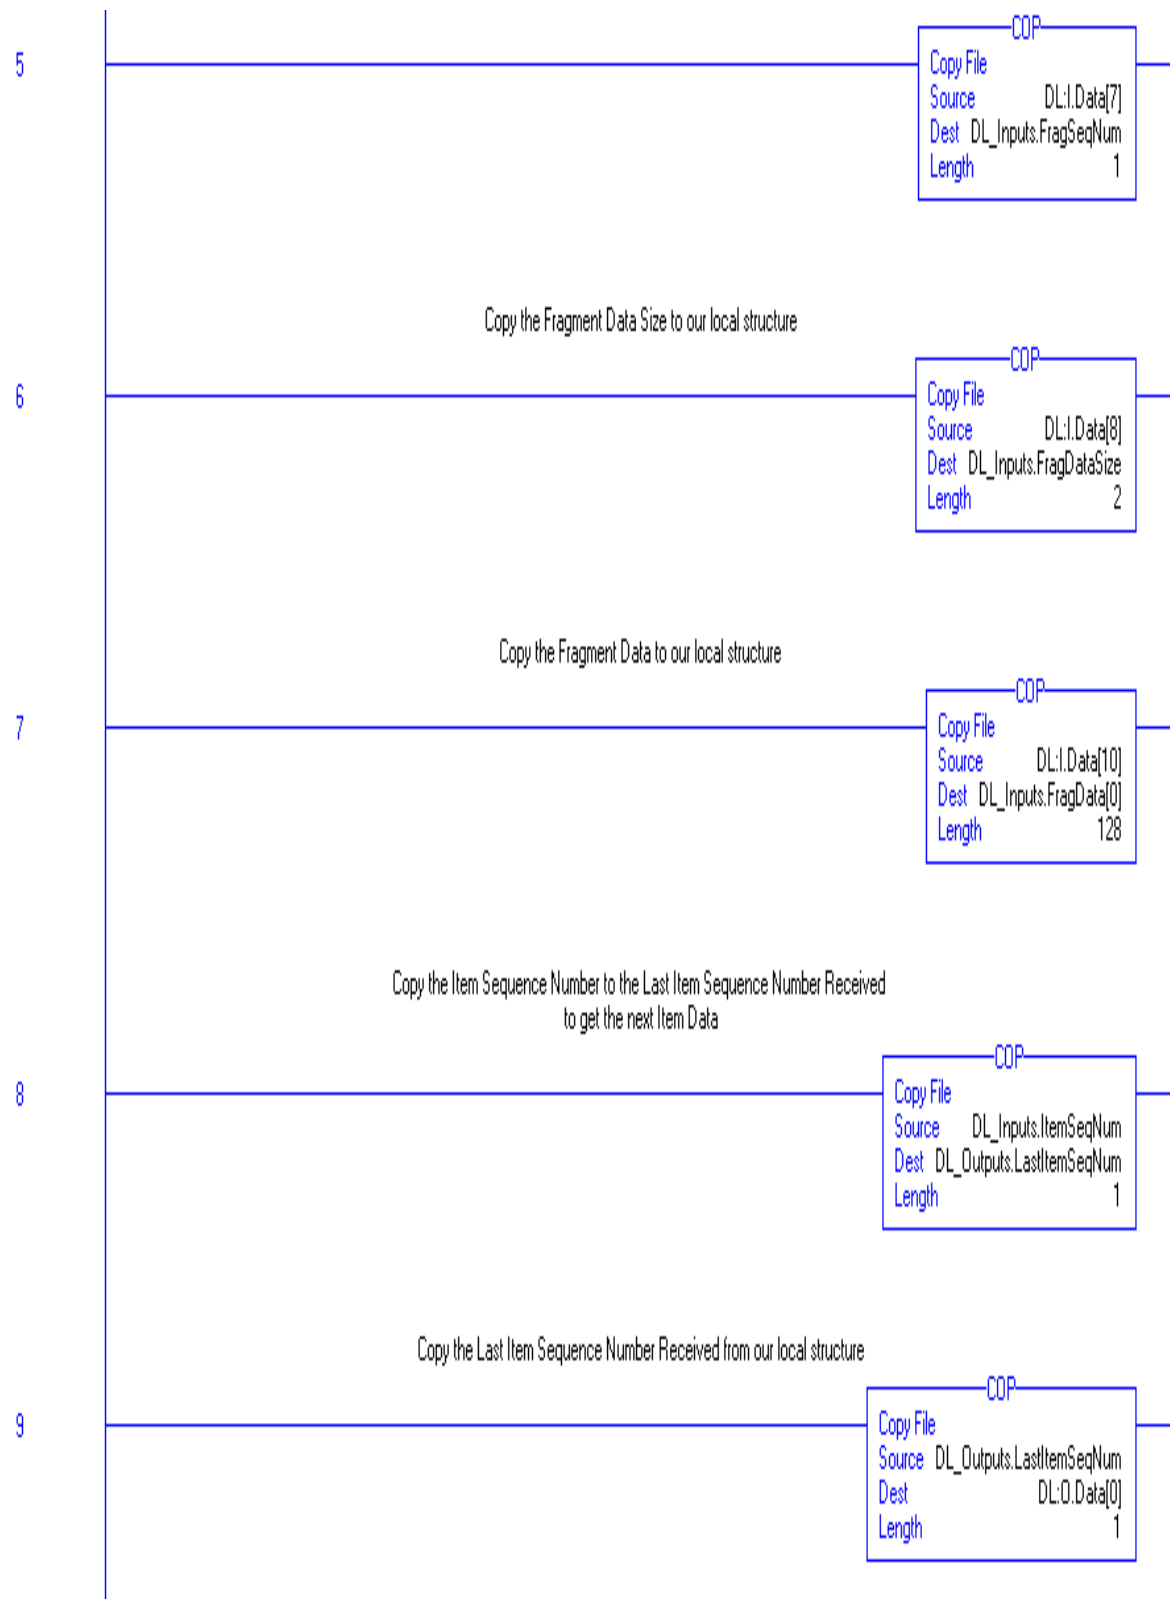 5
COP
Copy File
Source DL:I.Data[7]
Dest DL_Inputs.FragSeqNum
Length 1
Copy the Fragment Data Size to our local structure
6
COP
Copy File
Source DL:I.Data[8]
Dest DL_Inputs.FragDataSize
Length 2
Copy the Fragment Data to our local structure
7
COP
Copy File
Source DL:I.Data[10]
Dest DL_Inputs.FragData[0]
Length 128
Copy the Item Sequence Number to the Last Item Sequence Number Received
to get the next Item Data
8
COP
Copy File
Source DL_Inputs.ItemSeqNum
Dest DL_Outputs.LastItemSeqNum
Length 1
Copy the Last Item Sequence Number Received from our local structure
9
COP
Copy File
Source DL_Outputs.LastItemSeqNum
Dest DL:O.Data[0]
Length 1